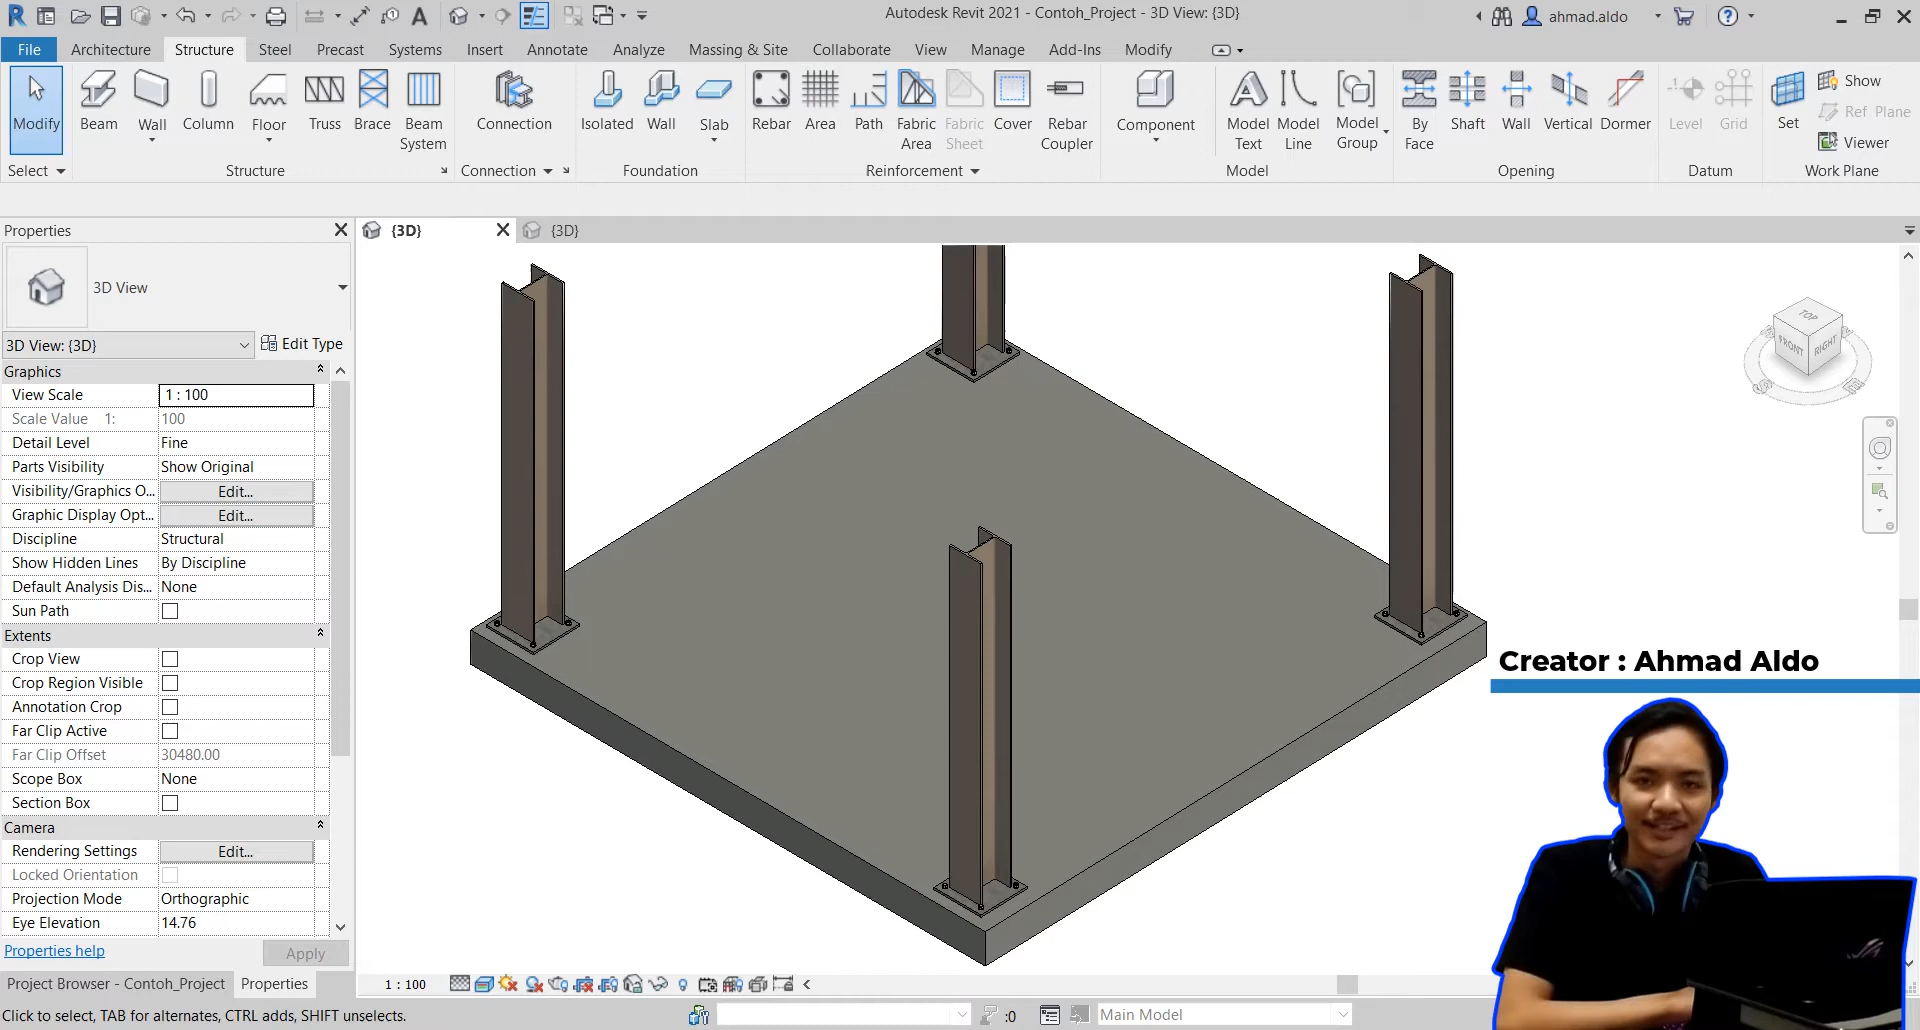 Autodesk Revit 2021 - Contoh_Project - 3D View: {3D}
ahmad.aldo
File
Architecture
Structure
Steel
Precast
Systems
Insert
Annotate
Analyze
Massing & Site
Collaborate
View
Manage
Add-Ins
Modify
Modify
Beam
Wall
Column
Floor
Truss
Brace
Beam
System
Connection
Isolated
Wall
Slab
Rebar
Area
Path
Fabric
Area
Fabric
Sheet
Cover
Rebar
Coupler
Component
Model
Text
Model
Line
Model
Group
By
Face
Shaft
Wall
Vertical
Dormer
Level
Grid
Set
Show
Ref Plane
Viewer
Select
Structure
Connection
Foundation
Reinforcement
Model
Opening
Datum
Work Plane
Properties
{3D}
{3D}
3D View
3D View: {3D}
Edit Type
Graphics
View Scale 1 : 100
Scale Value 1: 100
Detail Level Fine
Parts Visibility Show Original
Visibility/Graphics O... Edit...
Graphic Display Opt... Edit...
Discipline Structural
Show Hidden Lines By Discipline
Default Analysis Dis... None
Sun Path
Extents
Crop View
Crop Region Visible
Annotation Crop
Far Clip Active
Far Clip Offset 30480.00
Scope Box None
Section Box
Camera
Rendering Settings Edit...
Locked Orientation
Projection Mode Orthographic
Eye Elevation 14.76
Properties help
Apply
Project Browser - Contoh_Project
Properties
TOP
FRONT
RIGHT
Creator : Ahmad Aldo
1 : 100
Click to select, TAB for alternates, CTRL adds, SHIFT unselects.
:0
Main Model